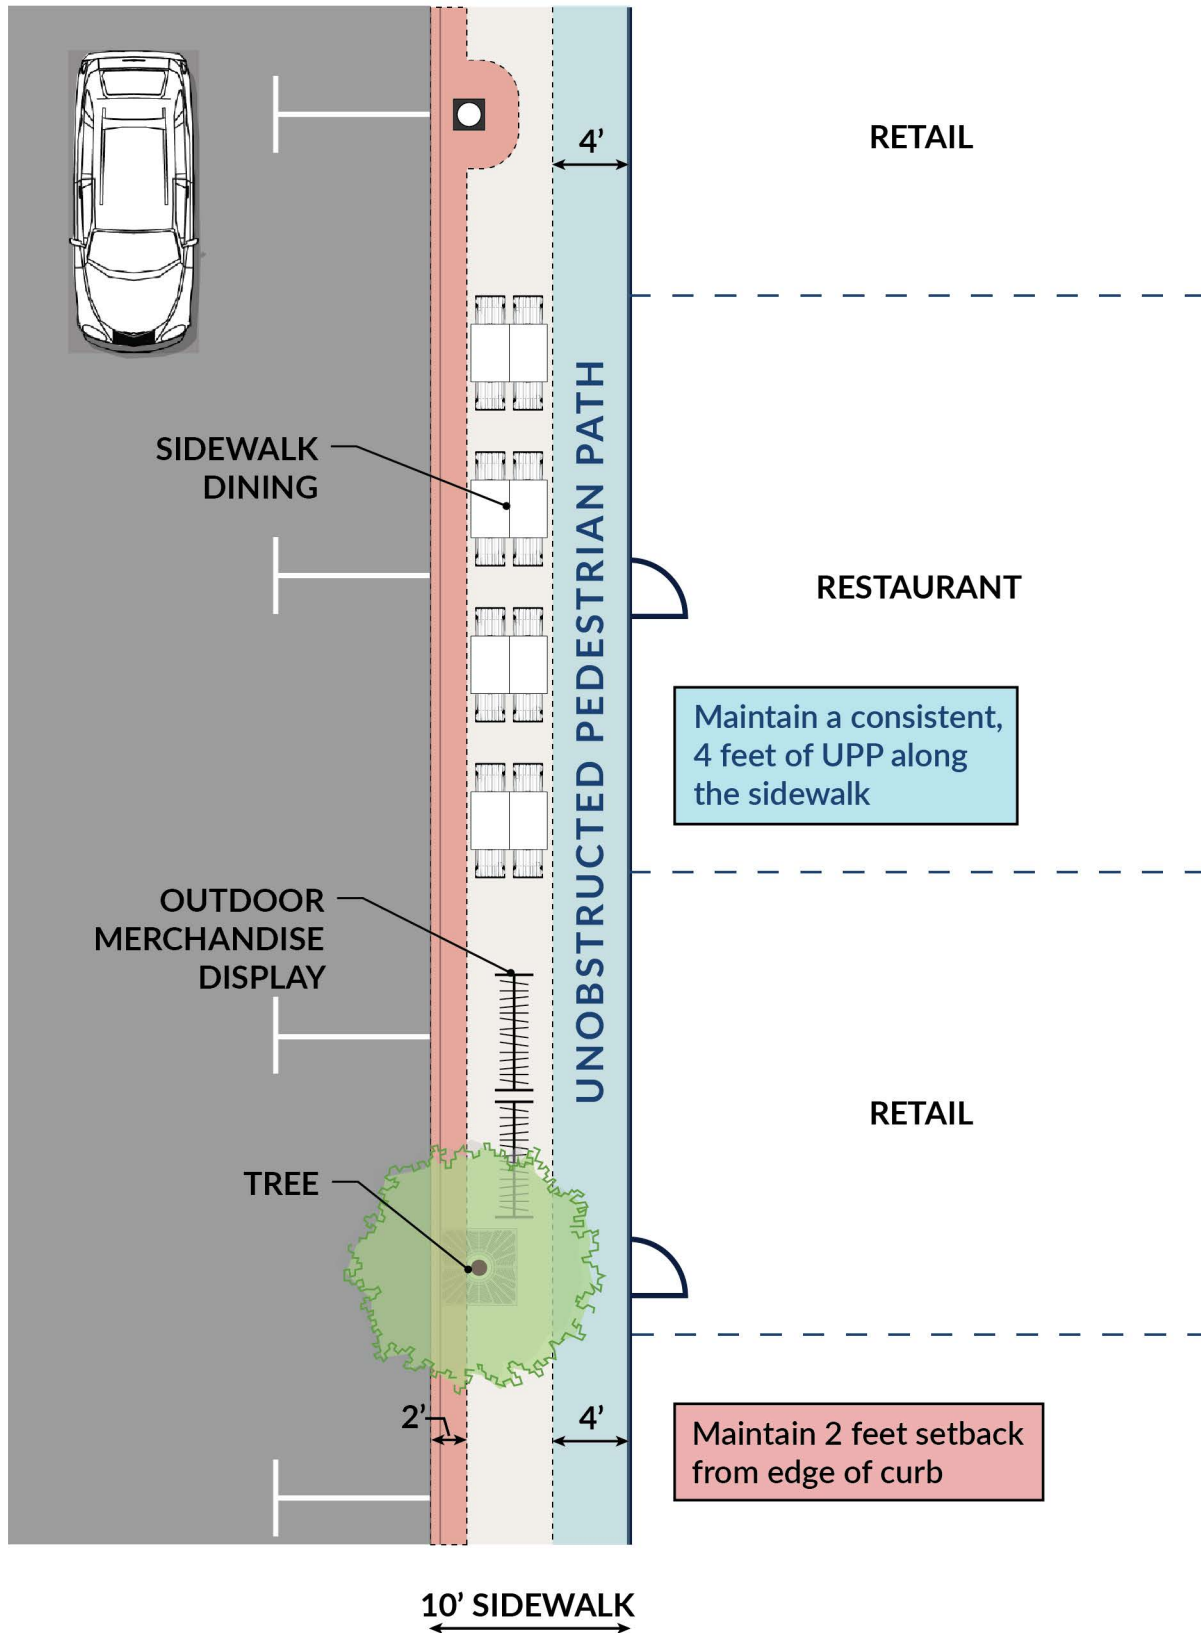 4’
RETAIL
SIDEWALK
DINING
UNOBSTRUCTED PEDESTRIAN PATH
RESTAURANT
Maintain a consistent,
4 feet of UPP along
the sidewalk
OUTDOOR
MERCHANDISE
DISPLAY
RETAIL
TREE
2’
4’
Maintain 2 feet setback
from edge of curb
10’ SIDEWALK